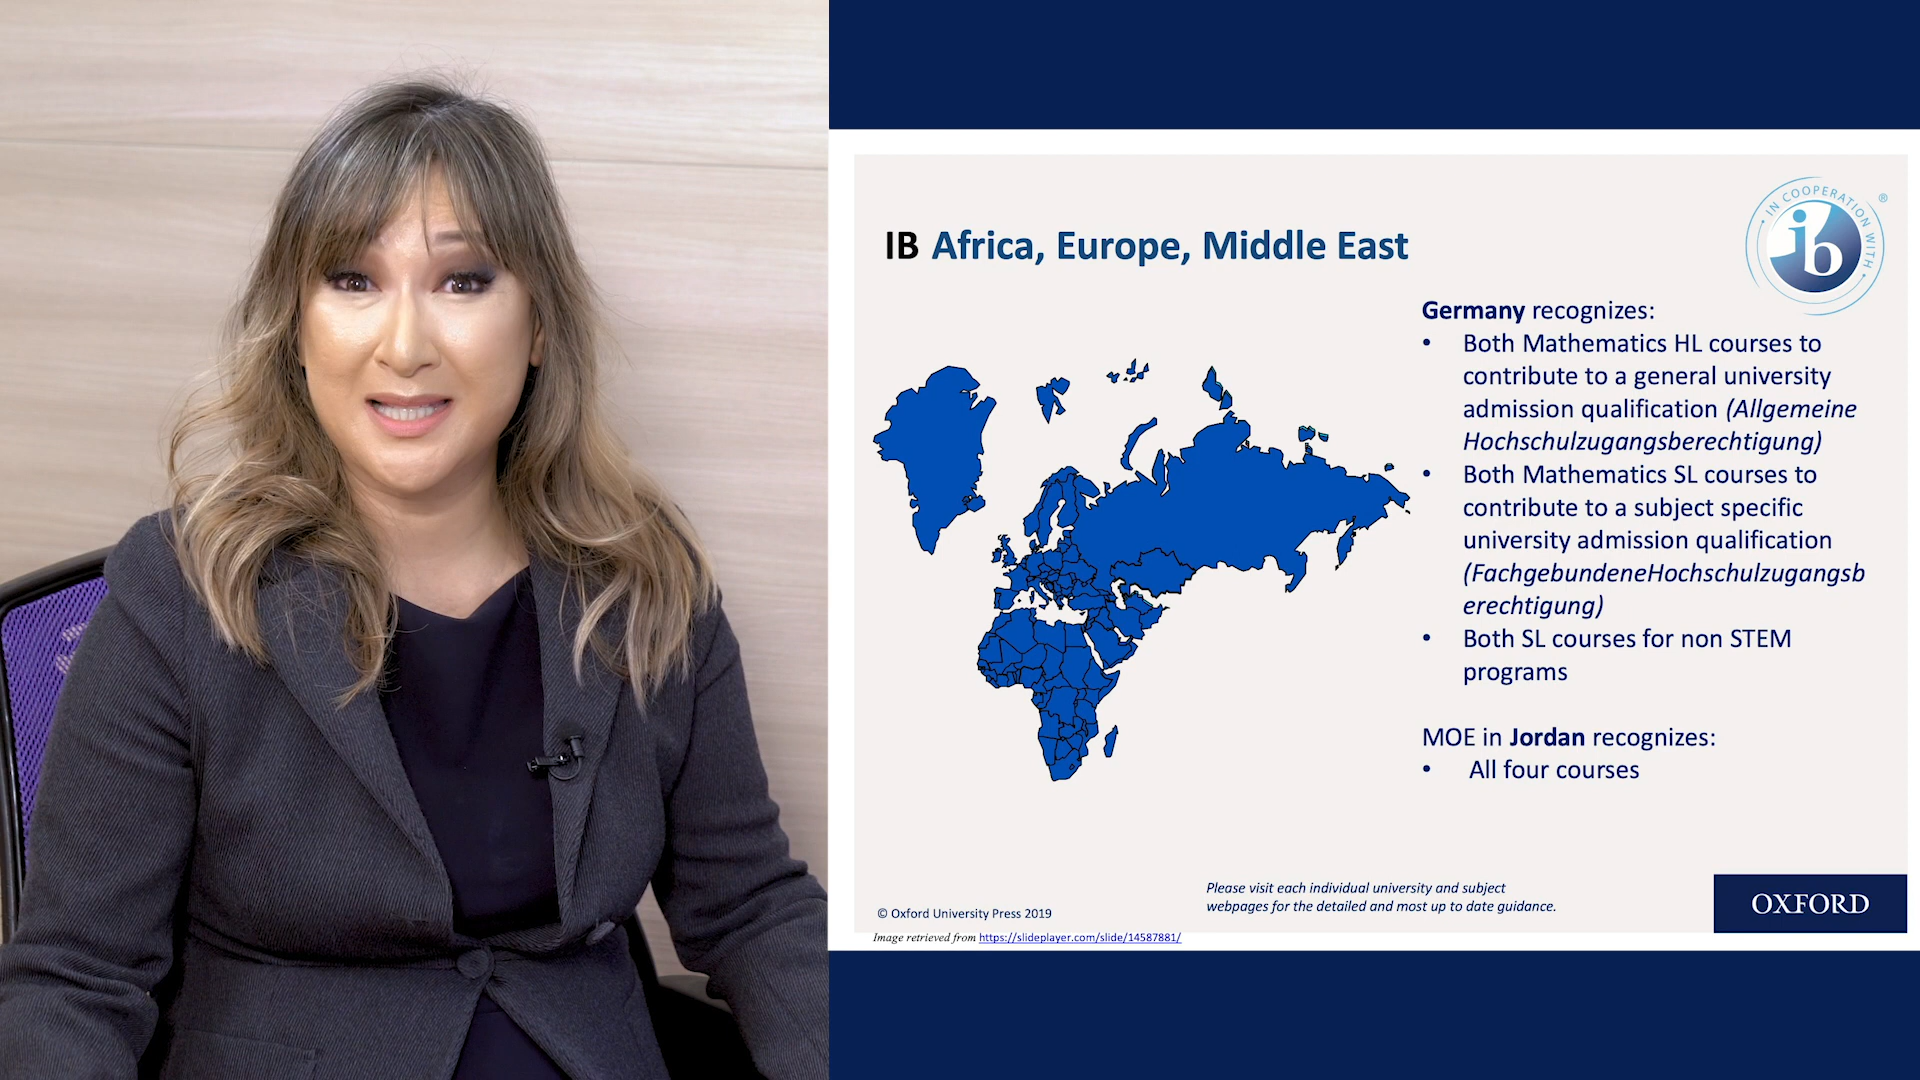 IB Africa, Europe, Middle East
• IN COOPERATION WITH •
®
ib
Germany recognizes:
• Both Mathematics HL courses to
contribute to a general university
admission qualification (Allgemeine
Hochschulzugangsberechtigung)
• Both Mathematics SL courses to
contribute to a subject specific
university admission qualification
(FachgebundeneHochschulzugangsb
erechtigung)
• Both SL courses for non STEM
programs
MOE in Jordan recognizes:
• All four courses
Please visit each individual university and subject
webpages for the detailed and most up to date guidance.
© Oxford University Press 2019
OXFORD
Image retrieved from https://slideplayer.com/slide/14587881/